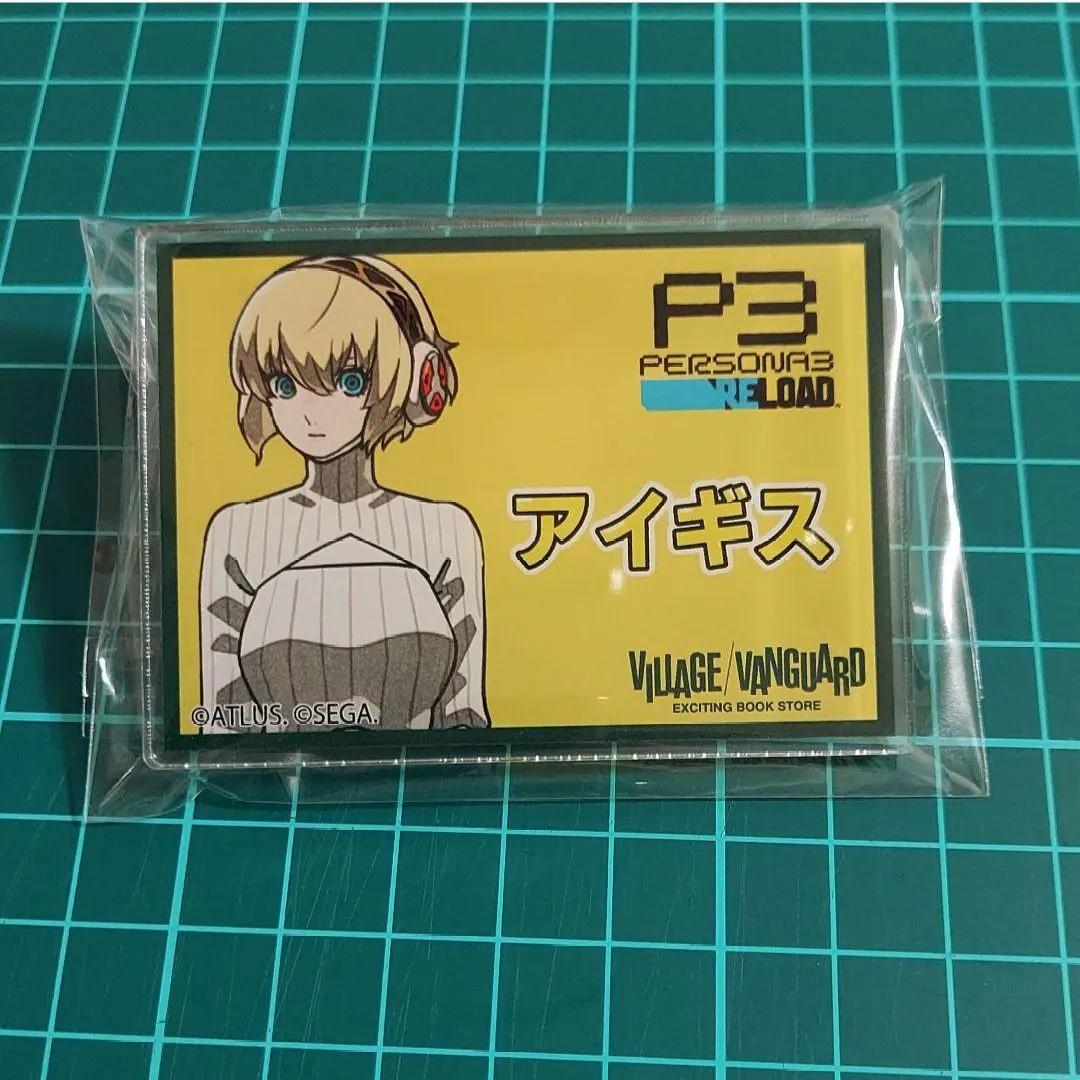 P3
PERSONA3
RELOAD
アイギス
VILLAGE/VANGUARD
EXCITING BOOK STORE
©ATLUS. ©SEGA.